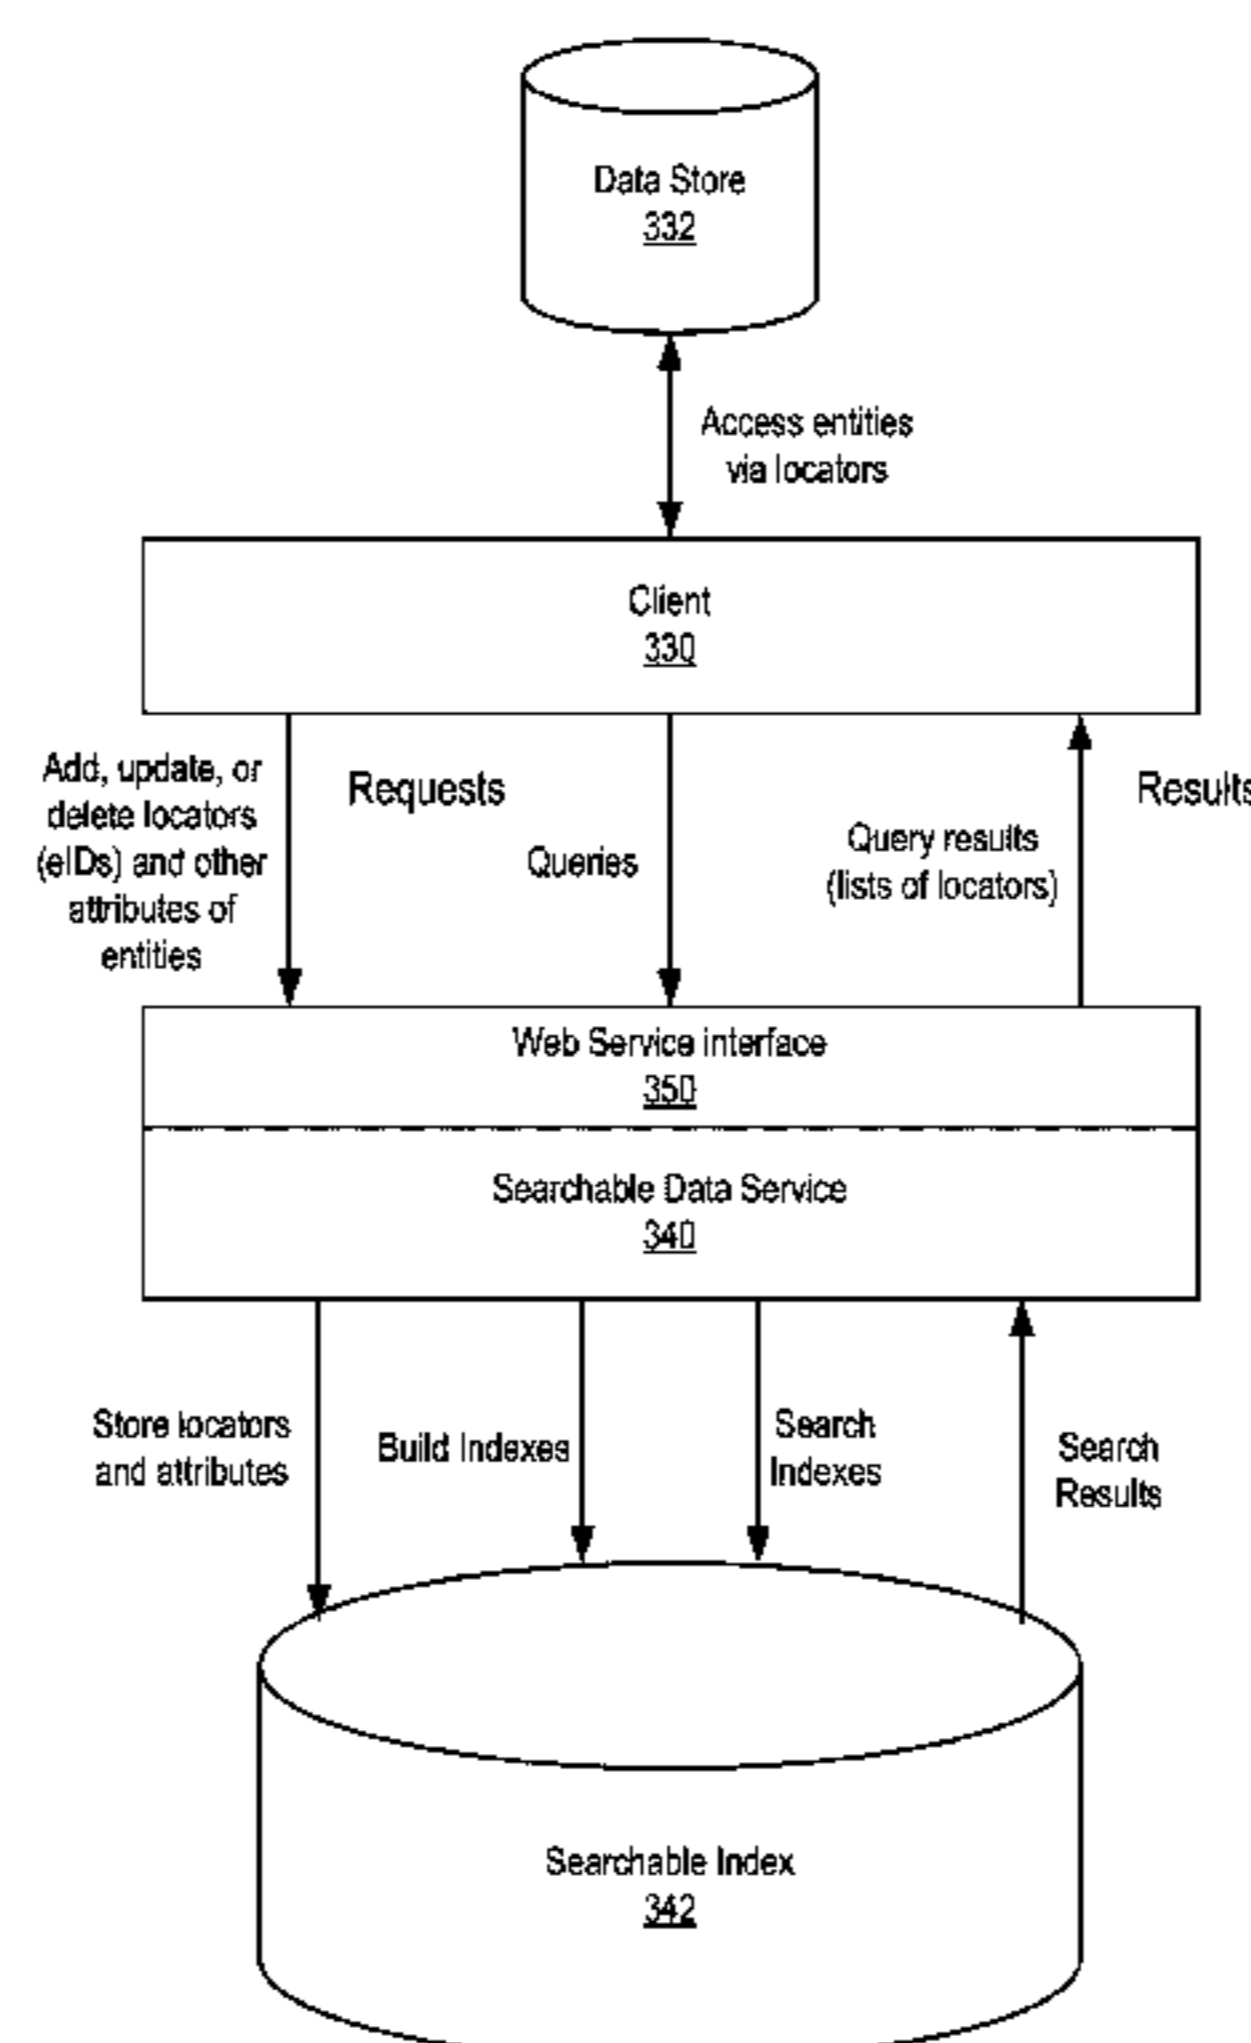 Data Store
332
Access entities
via locators
Client
330
Add, update, or
delete locators
(eIDs) and other
attributes of
entities
Requests
Queries
Query results
(lists of locators)
Results
Web Service interface
350
Searchable Data Service
340
Store locators
and attributes
Build Indexes
Search
Indexes
Search
Results
Searchable Index
342